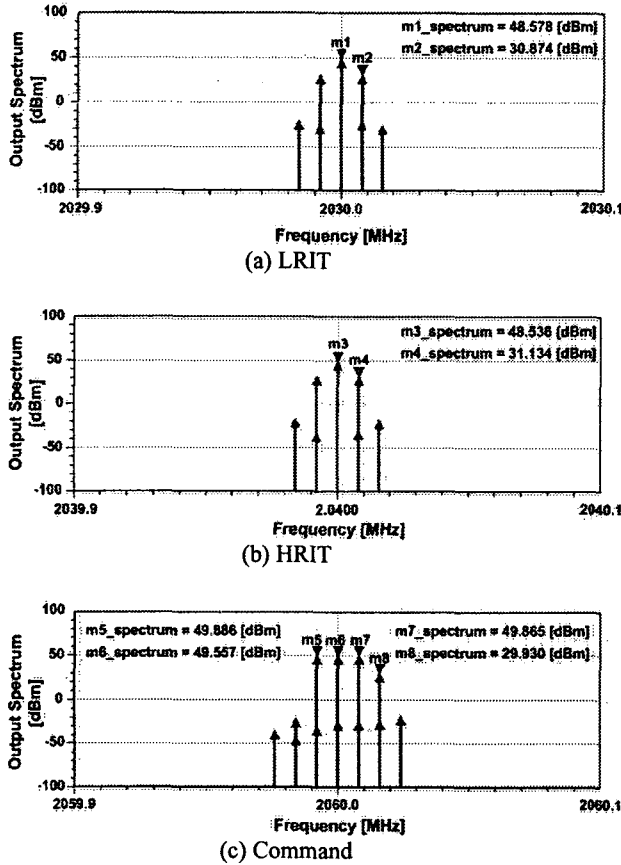 m1_spectrum = 48.578 [dBm]
m2_spectrum = 30.874 [dBm]
m1
m2
Output Spectrum
[dBm]
100
50
0
-50
-100
2039.9
2030.0
2030.1
Frequency [MHz]
(a) LRIT
m3_spectrum = 48.536 [dBm]
m4_spectrum = 31.134 [dBm]
m3
m4
Output Spectrum
[dBm]
100
50
0
-50
-100
2039.9
2.0400
2040.1
Frequency [MHz]
(b) HRIT
m5_spectrum = 49.886 [dBm]
m6_spectrum = 49.557 [dBm]
m7_spectrum = 49.865 [dBm]
m8_spectrum = 29.930 [dBm]
m5 m6 m7
m8
Output Spectrum
[dBm]
100
50
0
-50
-100
2059.9
2060.0
2060.1
Frequency [MHz]
(c) Command